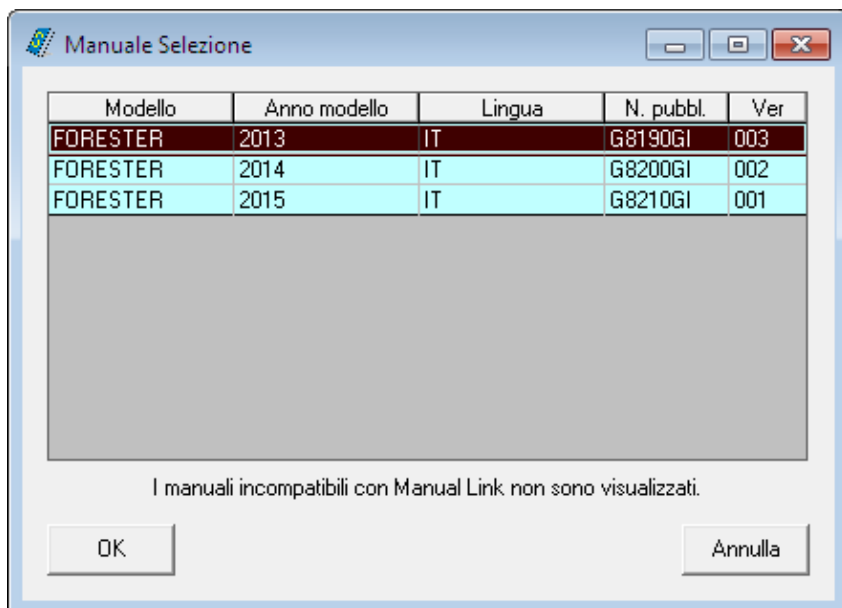 Manuale Selezione
Modello Anno modello Lingua N. pubbl. Ver
FORESTER 2013 IT G8190GI 003
FORESTER 2014 IT G8200GI 002
FORESTER 2015 IT G8210GI 001
I manuali incompatibili con Manual Link non sono visualizzati.
OK Annulla